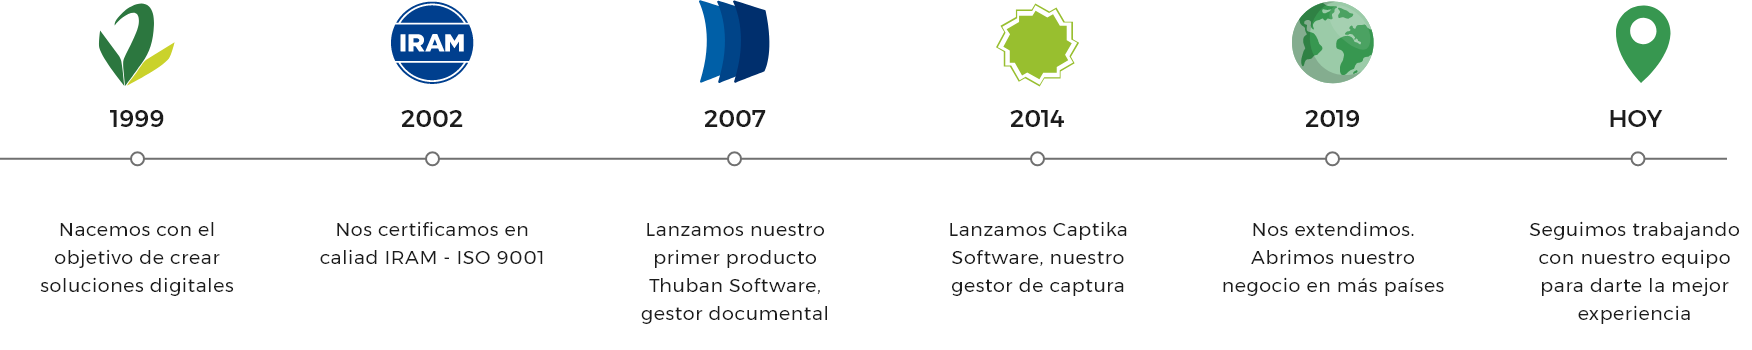 IRAM
1999
Nacemos con el
objetivo de crear
soluciones digitales
2002
Nos certificamos en
caliad IRAM - ISO 9001
2007
Lanzamos nuestro
primer producto
Thuban Software,
gestor documental
2014
Lanzamos Captika
Software, nuestro
gestor de captura
2019
Nos extendimos.
Abrimos nuestro
negocio en más países
HOY
Seguimos trabajando
con nuestro equipo
para darte la mejor
experiencia